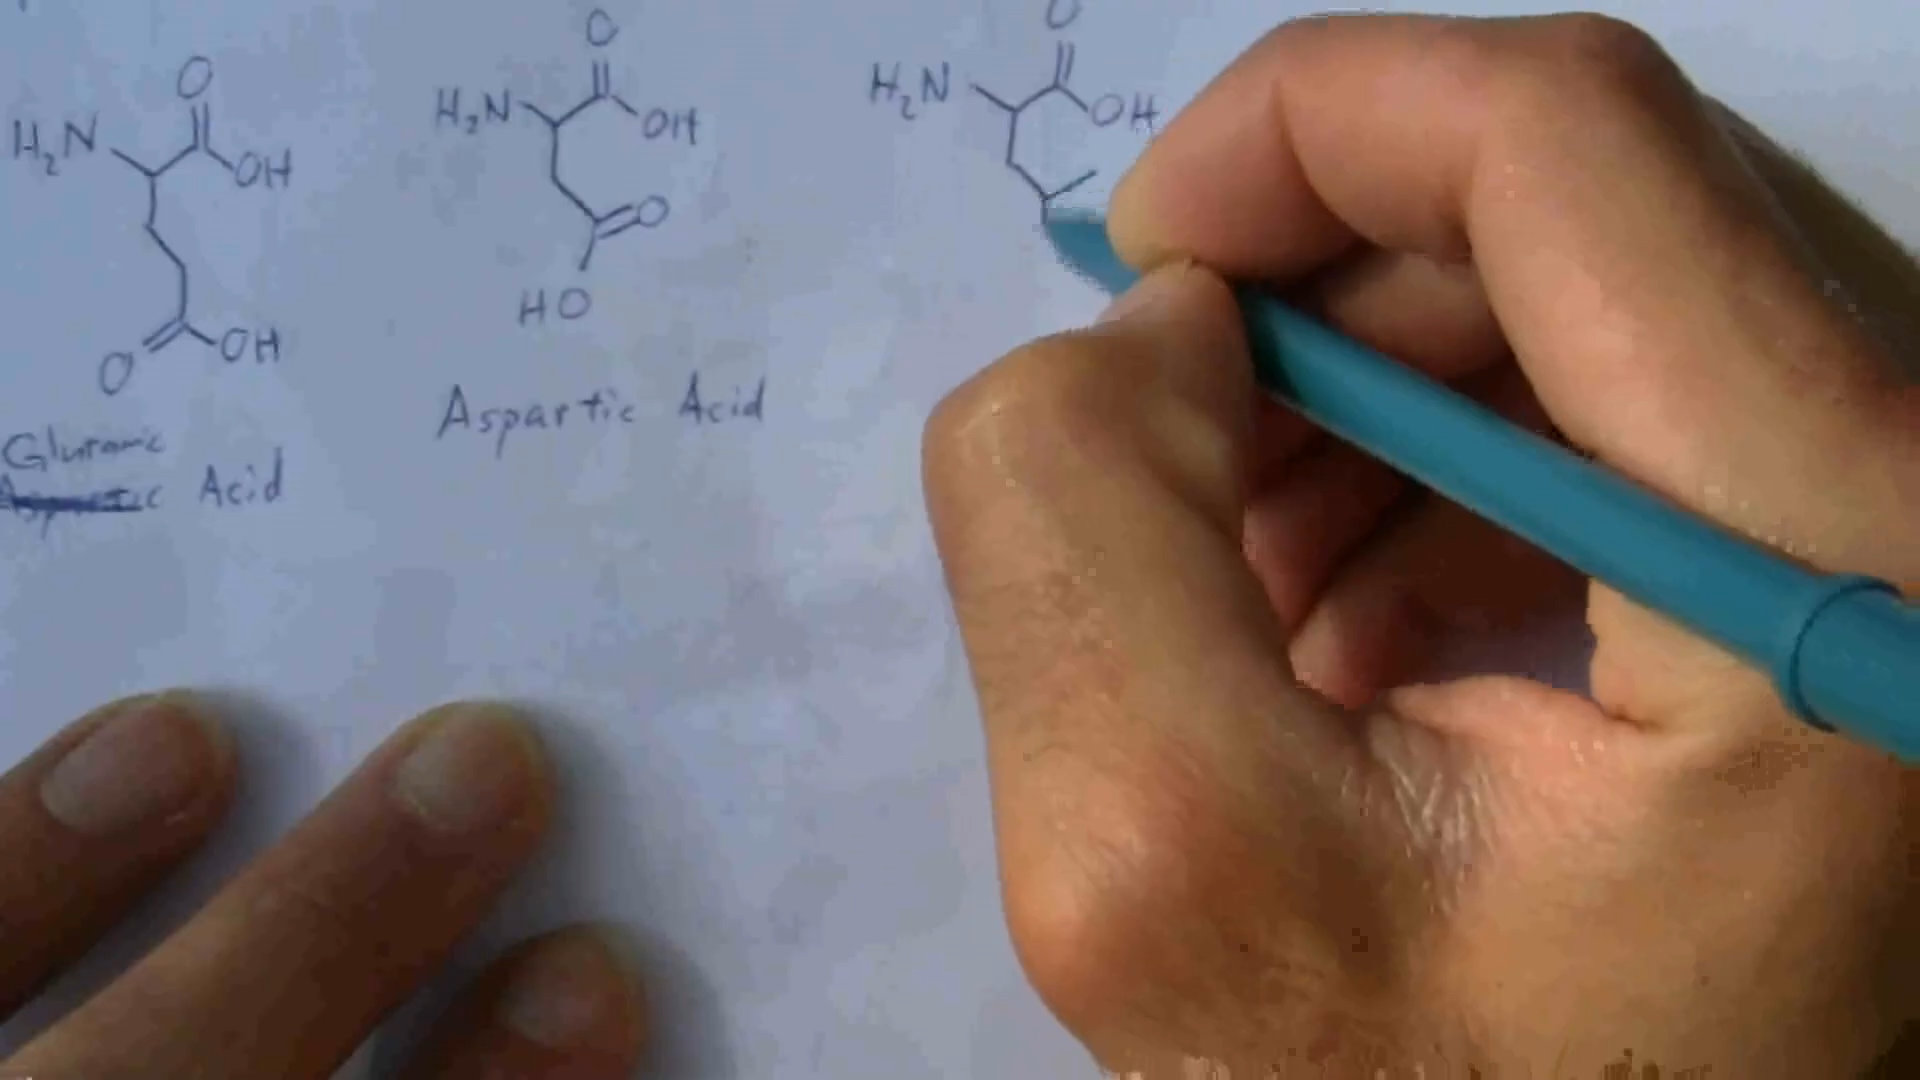 O
H₂N
OH
O
OH
Glutamic
Acid
O
H₂N
OH
O
HO
Aspartic Acid
O
H₂N
OH